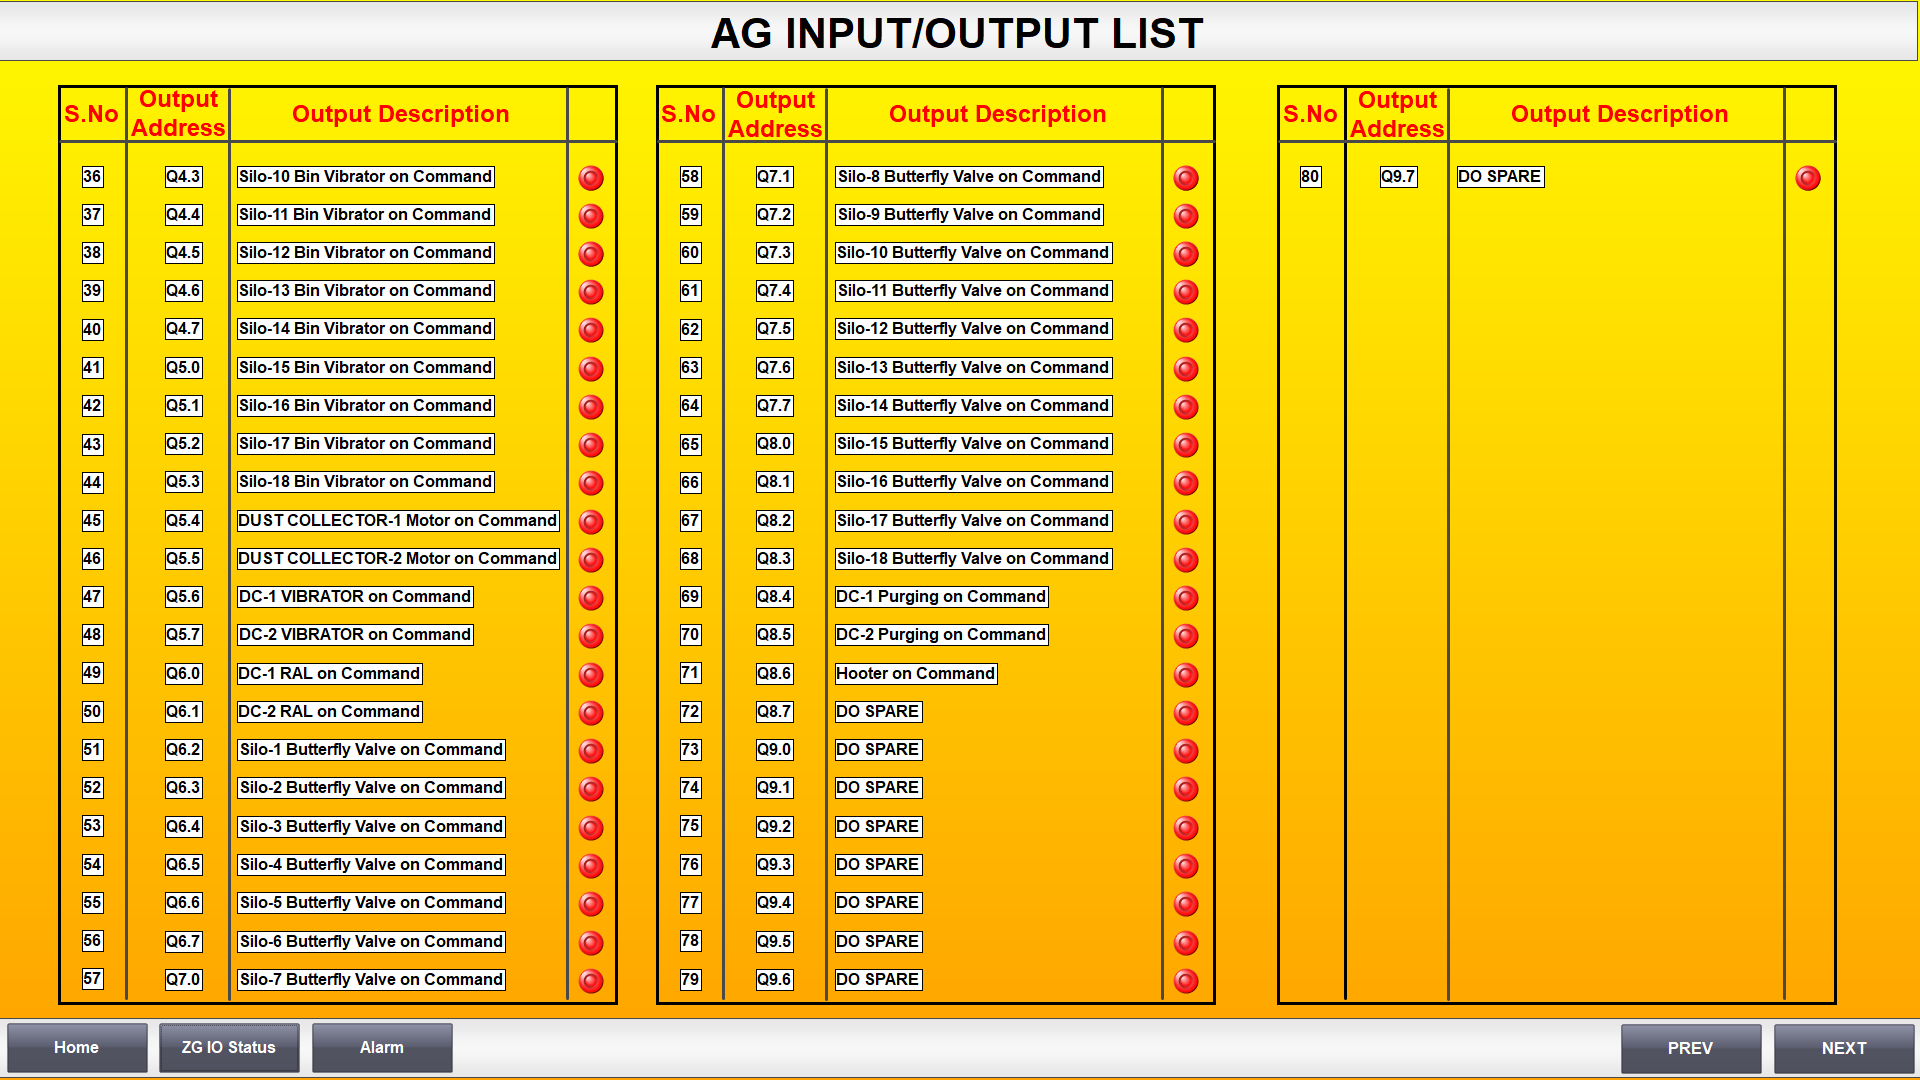 AG INPUT/OUTPUT LIST
S.No Output Address Output Description
36 Q4.3 Silo-10 Bin Vibrator on Command
37 Q4.4 Silo-11 Bin Vibrator on Command
38 Q4.5 Silo-12 Bin Vibrator on Command
39 Q4.6 Silo-13 Bin Vibrator on Command
40 Q4.7 Silo-14 Bin Vibrator on Command
41 Q5.0 Silo-15 Bin Vibrator on Command
42 Q5.1 Silo-16 Bin Vibrator on Command
43 Q5.2 Silo-17 Bin Vibrator on Command
44 Q5.3 Silo-18 Bin Vibrator on Command
45 Q5.4 DUST COLLECTOR-1 Motor on Command
46 Q5.5 DUST COLLECTOR-2 Motor on Command
47 Q5.6 DC-1 VIBRATOR on Command
48 Q5.7 DC-2 VIBRATOR on Command
49 Q6.0 DC-1 RAL on Command
50 Q6.1 DC-2 RAL on Command
51 Q6.2 Silo-1 Butterfly Valve on Command
52 Q6.3 Silo-2 Butterfly Valve on Command
53 Q6.4 Silo-3 Butterfly Valve on Command
54 Q6.5 Silo-4 Butterfly Valve on Command
55 Q6.6 Silo-5 Butterfly Valve on Command
56 Q6.7 Silo-6 Butterfly Valve on Command
57 Q7.0 Silo-7 Butterfly Valve on Command
S.No Output Address Output Description
58 Q7.1 Silo-8 Butterfly Valve on Command
59 Q7.2 Silo-9 Butterfly Valve on Command
60 Q7.3 Silo-10 Butterfly Valve on Command
61 Q7.4 Silo-11 Butterfly Valve on Command
62 Q7.5 Silo-12 Butterfly Valve on Command
63 Q7.6 Silo-13 Butterfly Valve on Command
64 Q7.7 Silo-14 Butterfly Valve on Command
65 Q8.0 Silo-15 Butterfly Valve on Command
66 Q8.1 Silo-16 Butterfly Valve on Command
67 Q8.2 Silo-17 Butterfly Valve on Command
68 Q8.3 Silo-18 Butterfly Valve on Command
69 Q8.4 DC-1 Purging on Command
70 Q8.5 DC-2 Purging on Command
71 Q8.6 Hooter on Command
72 Q8.7 DO SPARE
73 Q9.0 DO SPARE
74 Q9.1 DO SPARE
75 Q9.2 DO SPARE
76 Q9.3 DO SPARE
77 Q9.4 DO SPARE
78 Q9.5 DO SPARE
79 Q9.6 DO SPARE
S.No Output Address Output Description
80 Q9.7 DO SPARE
Home ZG IO Status Alarm PREV NEXT